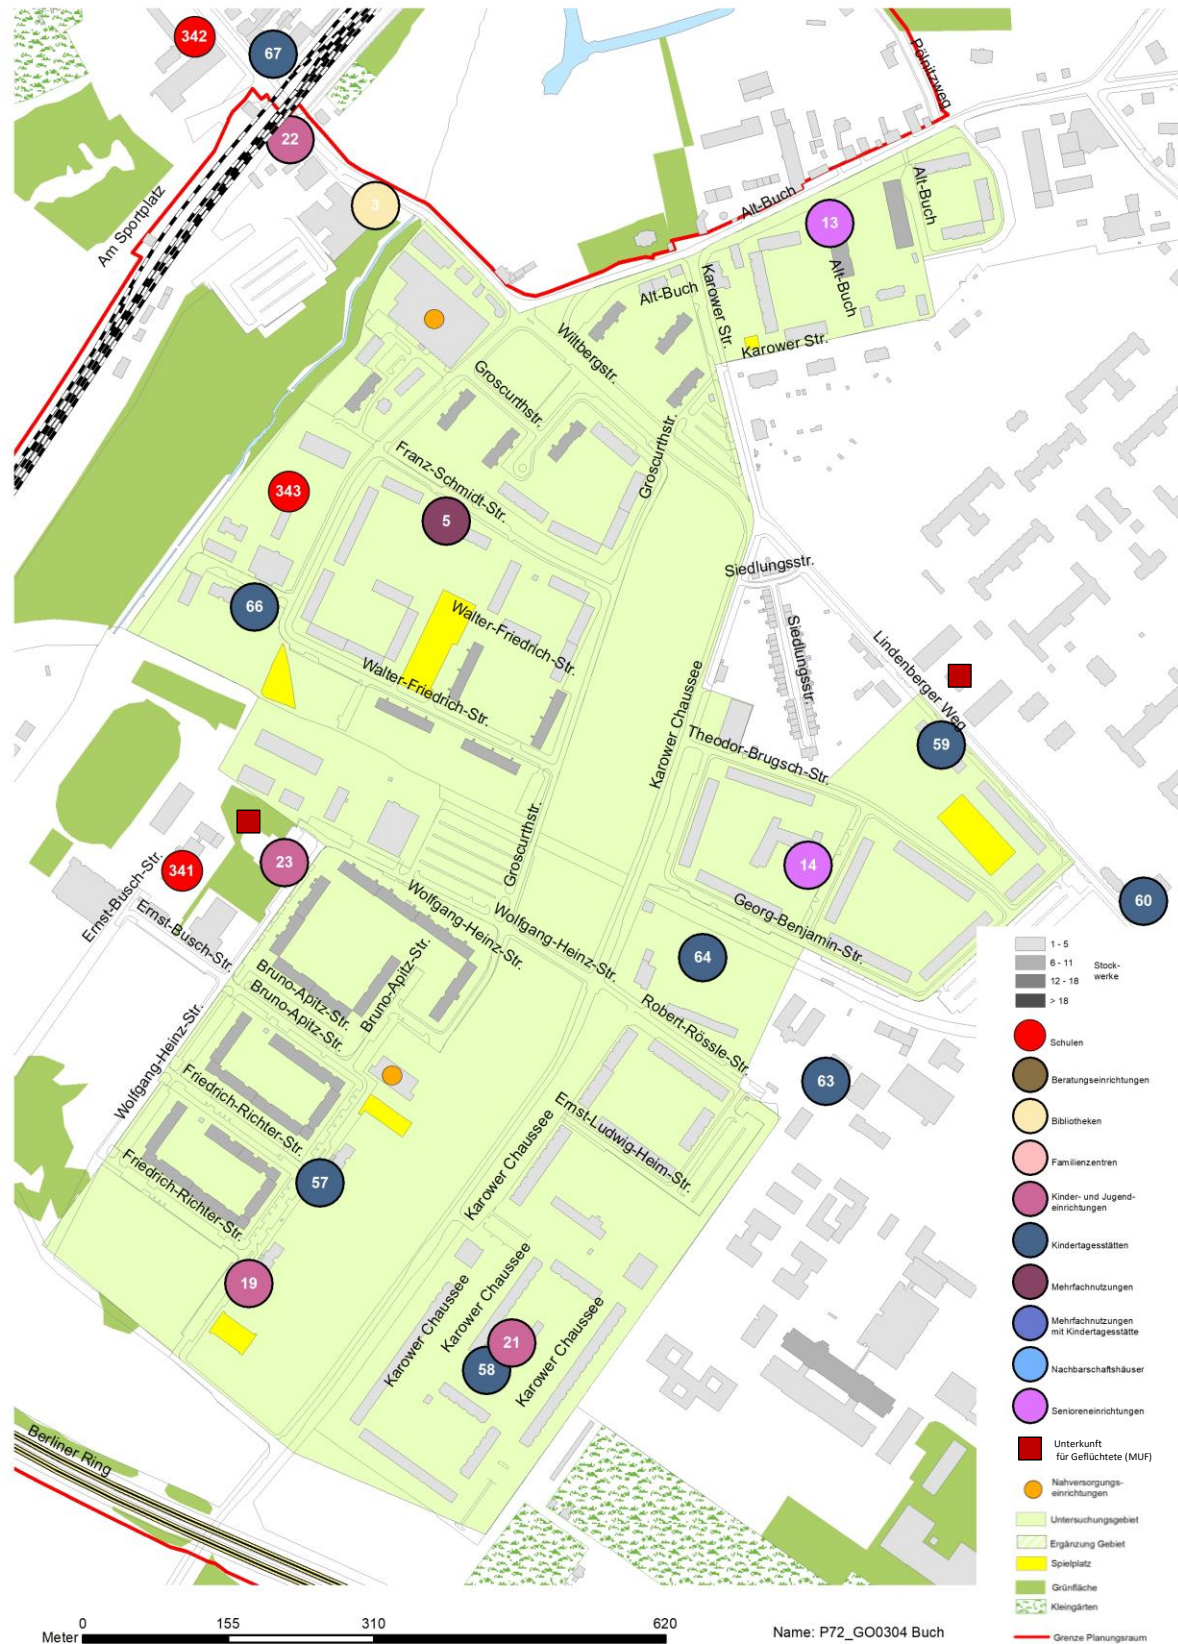 342
67
Pölnitzweg
22
Am Sportplatz
3
Alt-Buch
Alt-Buch
13
Alt-Buch
Karower Str.
Alt-Buch
Karower Str.
Wiltbergstr.
Groscurthstr.
Groscurthstr.
Franz-Schmidt-Str.
343
5
Siedlungsstr.
66
Walter-Friedrich-Str.
Siedlungsstr.
Lindenberger Weg
Walter-Friedrich-Str.
Karower Chaussee
59
Theodor-Brugsch-Str.
Groscurthstr.
23
341
14
Ernst-Busch-Str.
Ernst-Busch-Str.
60
Wolfgang-Heinz-Str.
Wolfgang-Heinz-Str.
Georg-Benjamin-Str.
64
Bruno-Apitz-Str.
Bruno-Apitz-Str.
Bruno-Apitz-Str.
Robert-Rössle-Str.
Wolfgang-Heinz-Str.
63
Friedrich-Richter-Str.
Ernst-Ludwig-Heim-Str.
Karower Chaussee
57
Friedrich-Richter-Str.
19
Karower Chaussee
Karower Chaussee
Karower Chaussee
21
58
Berliner Ring
1 - 5
6 - 11
12 - 18
> 18
Stock-
werke
Schulen
Beratungseinrichtungen
Bibliotheken
Familienzentren
Kinder- und Jugend-
einrichtungen
Kindertagesstätten
Mehrfachnutzungen
Mehrfachnutzungen
mit Kindertagesstätte
Nachbarschaftshäuser
Senioreneinrichtungen
Unterkunft
für Geflüchtete (MUF)
Nahversorgungs-
einrichtungen
Untersuchungsgebiet
Ergänzung Gebiet
Spielplatz
Grünfläche
Kleingärten
Grenze Planungsraum
0 155 310 620
Meter
Name: P72_GO0304 Buch